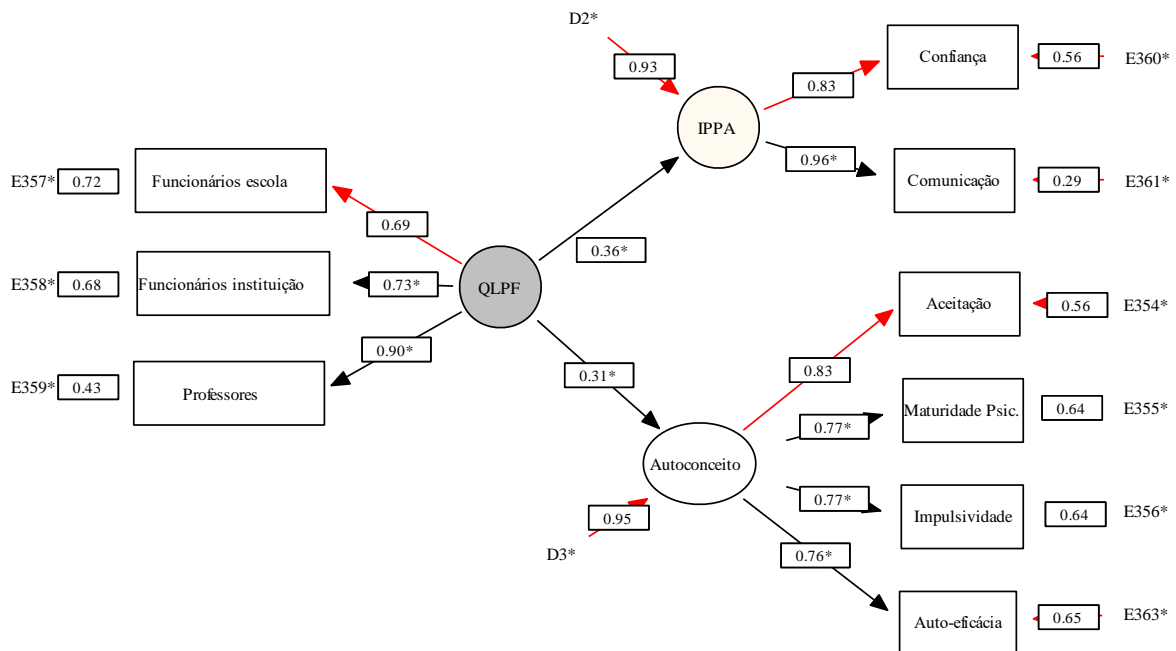 D2*
0.93
Confiança
0.56
E360*
0.83
IPPA
0.96*
Comunicação
0.29
E361*
E357*
0.72
Funcionários escola
0.69
0.36*
E358*
0.68
Funcionários instituição
0.73*
QLPF
Aceitação
0.56
E354*
E359*
0.43
Professores
0.90*
0.31*
0.83
Maturidade Psic.
0.64
E355*
0.77*
Autoconceito
0.77*
Impulsividade
0.64
E356*
0.95
D3*
0.76*
Auto-eficácia
0.65
E363*